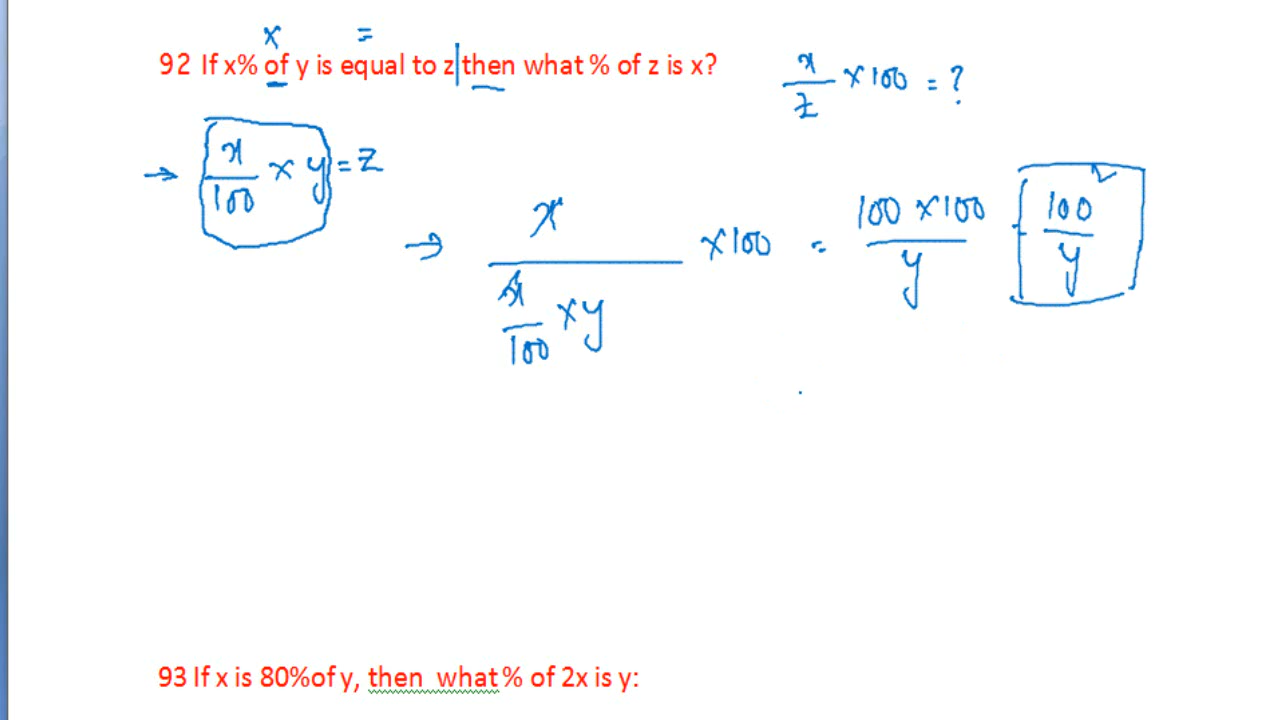 x =
92 If x% of y is equal to z then what % of z is x?
x/z × 100 = ?
→ x/100 × y = z
→ x / (x/100 × y) × 100 = (100 × 100)/y = 100²/y
93 If x is 80%of y, then what% of 2x is y: